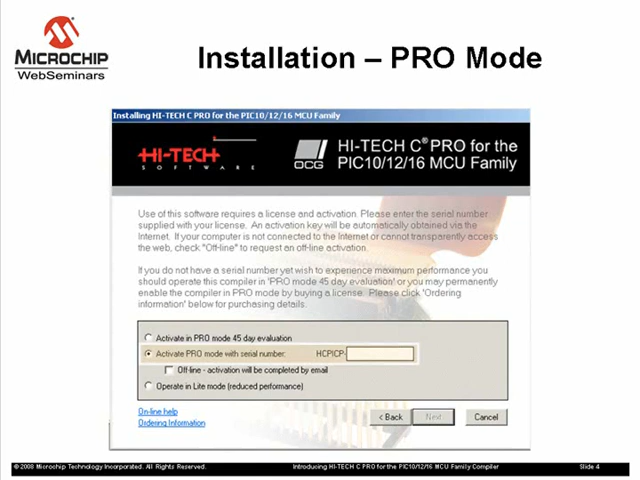 MICROCHIP
WebSeminars
Installation – PRO Mode
Installing HI-TECH C PRO for the PIC10/12/16 MCU Family
HI-TECH
SOFTWARE
OCG
HI-TECH C® PRO for the
PIC10/12/16 MCU Family
Use of this software requires a license and activation. Please enter the serial number
supplied with your license. An activation key will be automatically obtained via the
Internet. If your computer is not connected to the Internet or cannot transparently access
the web, check "Off-line" to request an off-line activation.
If you do not have a serial number yet wish to experience maximum performance you
should operate this compiler in 'PRO mode 45 day evaluation' or you may permanently
enable the compiler in PRO mode by buying a license. Please click 'Ordering
information' below for purchasing details.
Activate in PRO mode 45 day evaluation
Activate PRO mode with serial number: HCPICP-
Off-line - activation will be completed by email
Operate in Lite mode (reduced performance)
On-line help
Ordering Information
< Back
Next
Cancel
© 2008 Microchip Technology Incorporated. All Rights Reserved.
Introducing HI-TECH C PRO for the PIC10/12/16 MCU Family Compiler
Slide 4